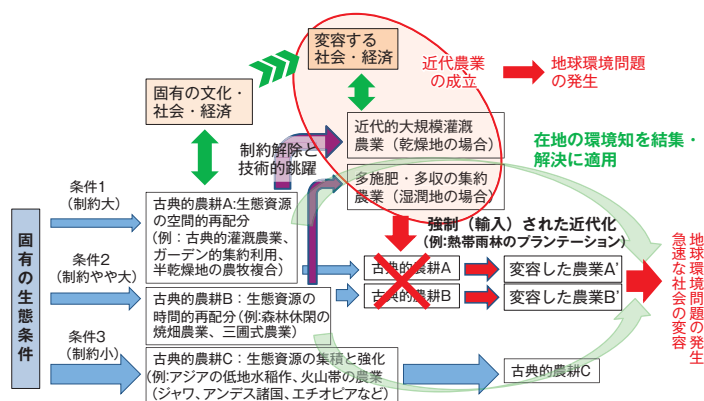 変容する
社会・経済
近代農業
の成立
地球環境問題
の発生
固有の文化・
社会・経済
近代的大規模灌漑
農業（乾燥地の場合）
在地の環境知を結集・
解決に適用
制約解除と
技術的跳躍
多施肥・多収の集約
農業（湿潤地の場合）
固有の生態条件
条件1
（制約大）
古典的農耕A:生態資源
の空間的再配分
（例：古典的灌漑農業、
ガーデン的集約利用、
半乾燥地の農牧複合）
強制（輸入）された近代化
（例:熱帯雨林のプランテーション）
条件2
（制約やや大）
古典的農耕A
変容した農業A’
古典的農耕B
変容した農業B’
地球環境問題の発生
急速な社会の変容
古典的農耕B：生態資源の
時間的再配分（例:森林休閑の
焼畑農業、三圃式農業）
条件3
（制約小）
古典的農耕C：生態資源の集積と強化
（例:アジアの低地水稲作、火山帯の農業
（ジャワ、アンデス諸国、エチオピアなど）
古典的農耕C